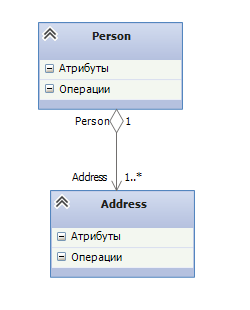 Person
Атрибуты
Операции
Person 1
Address 1..*
Address
Атрибуты
Операции